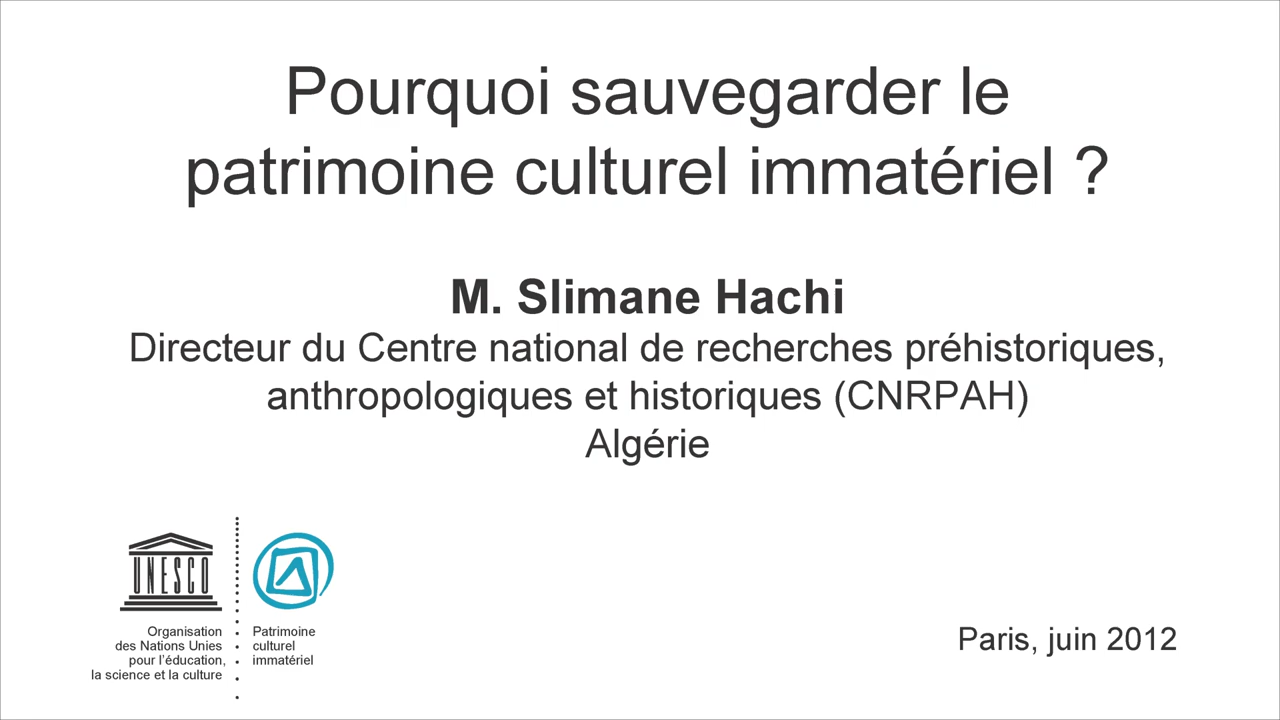 Pourquoi sauvegarder le
patrimoine culturel immatériel ?
M. Slimane Hachi
Directeur du Centre national de recherches préhistoriques,
anthropologiques et historiques (CNRPAH)
Algérie
UNESCO
Organisation
des Nations Unies
pour l'éducation,
la science et la culture
Patrimoine
culturel
immatériel
Paris, juin 2012